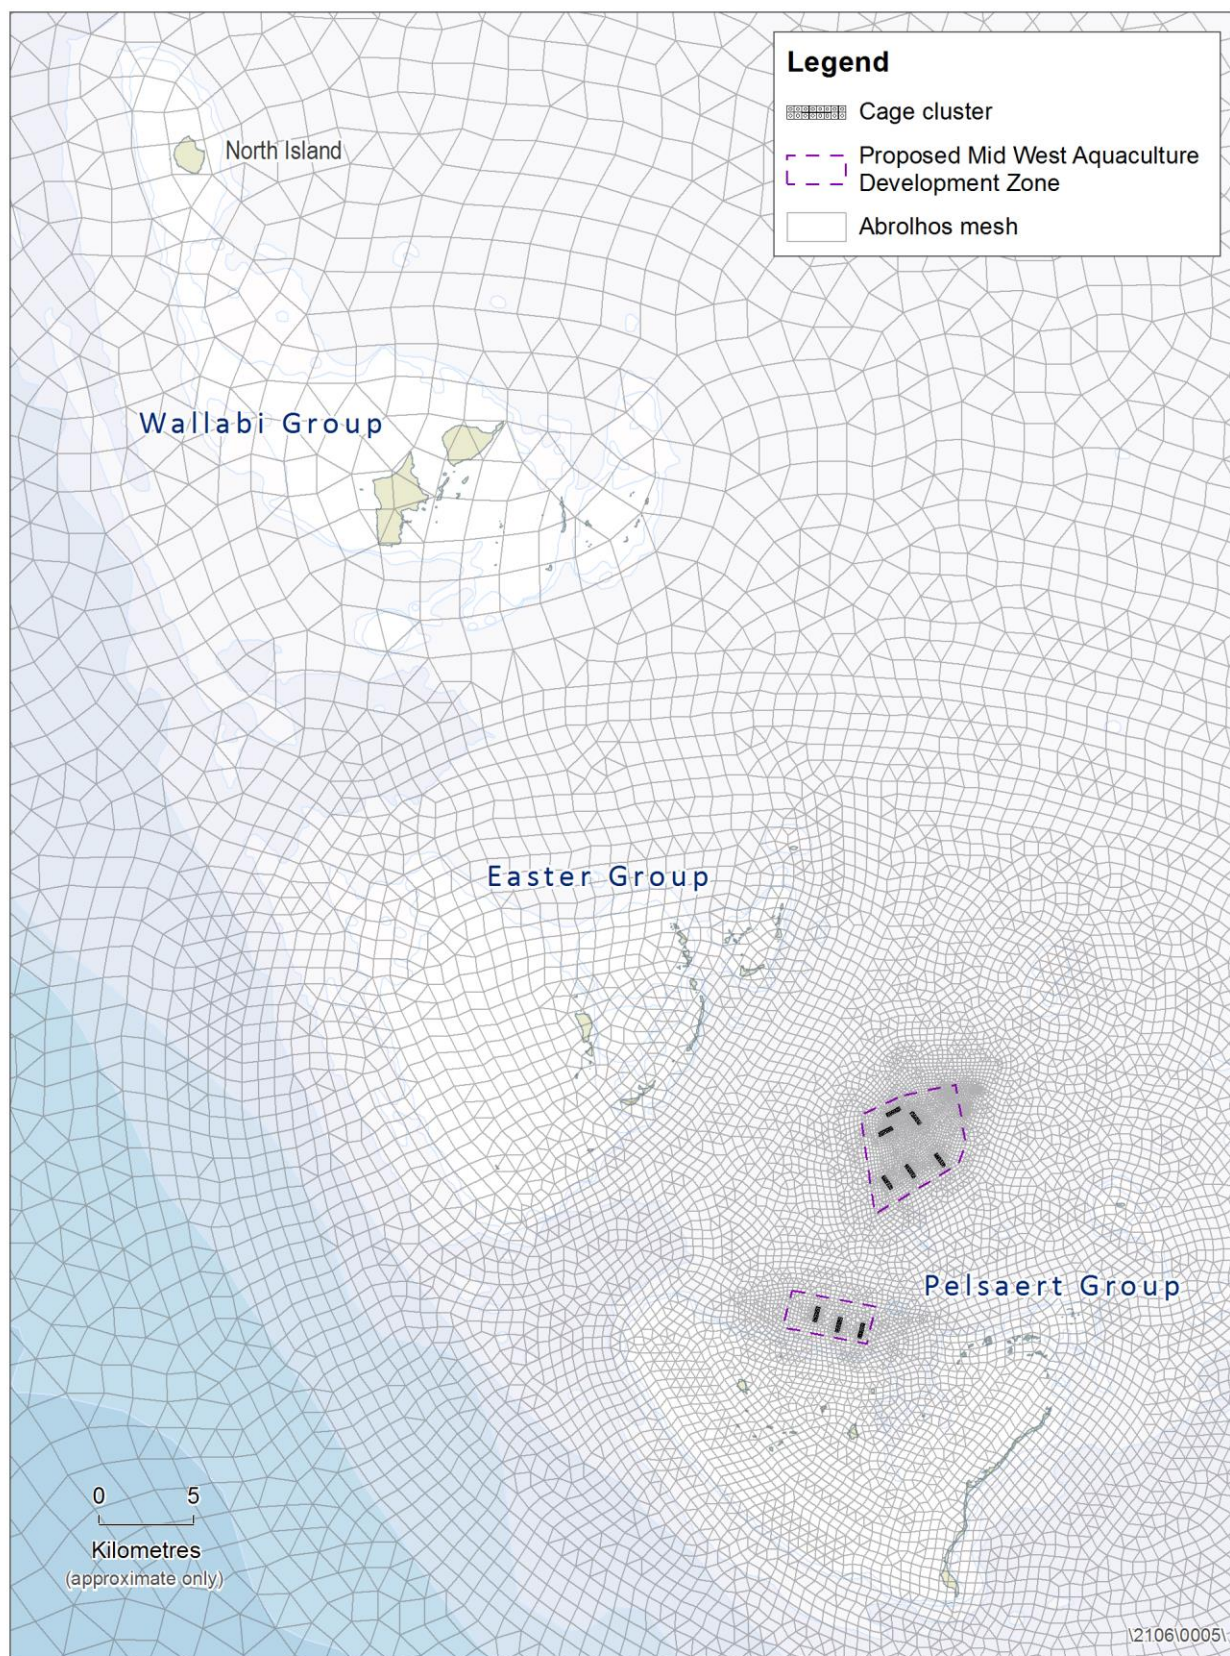 Legend
Cage cluster
Proposed Mid West Aquaculture
Development Zone
Abrolhos mesh
North Island
Wallabi Group
Easter Group
Pelsaert Group
0 5
Kilometres
(approximate only)
\2106\0005\